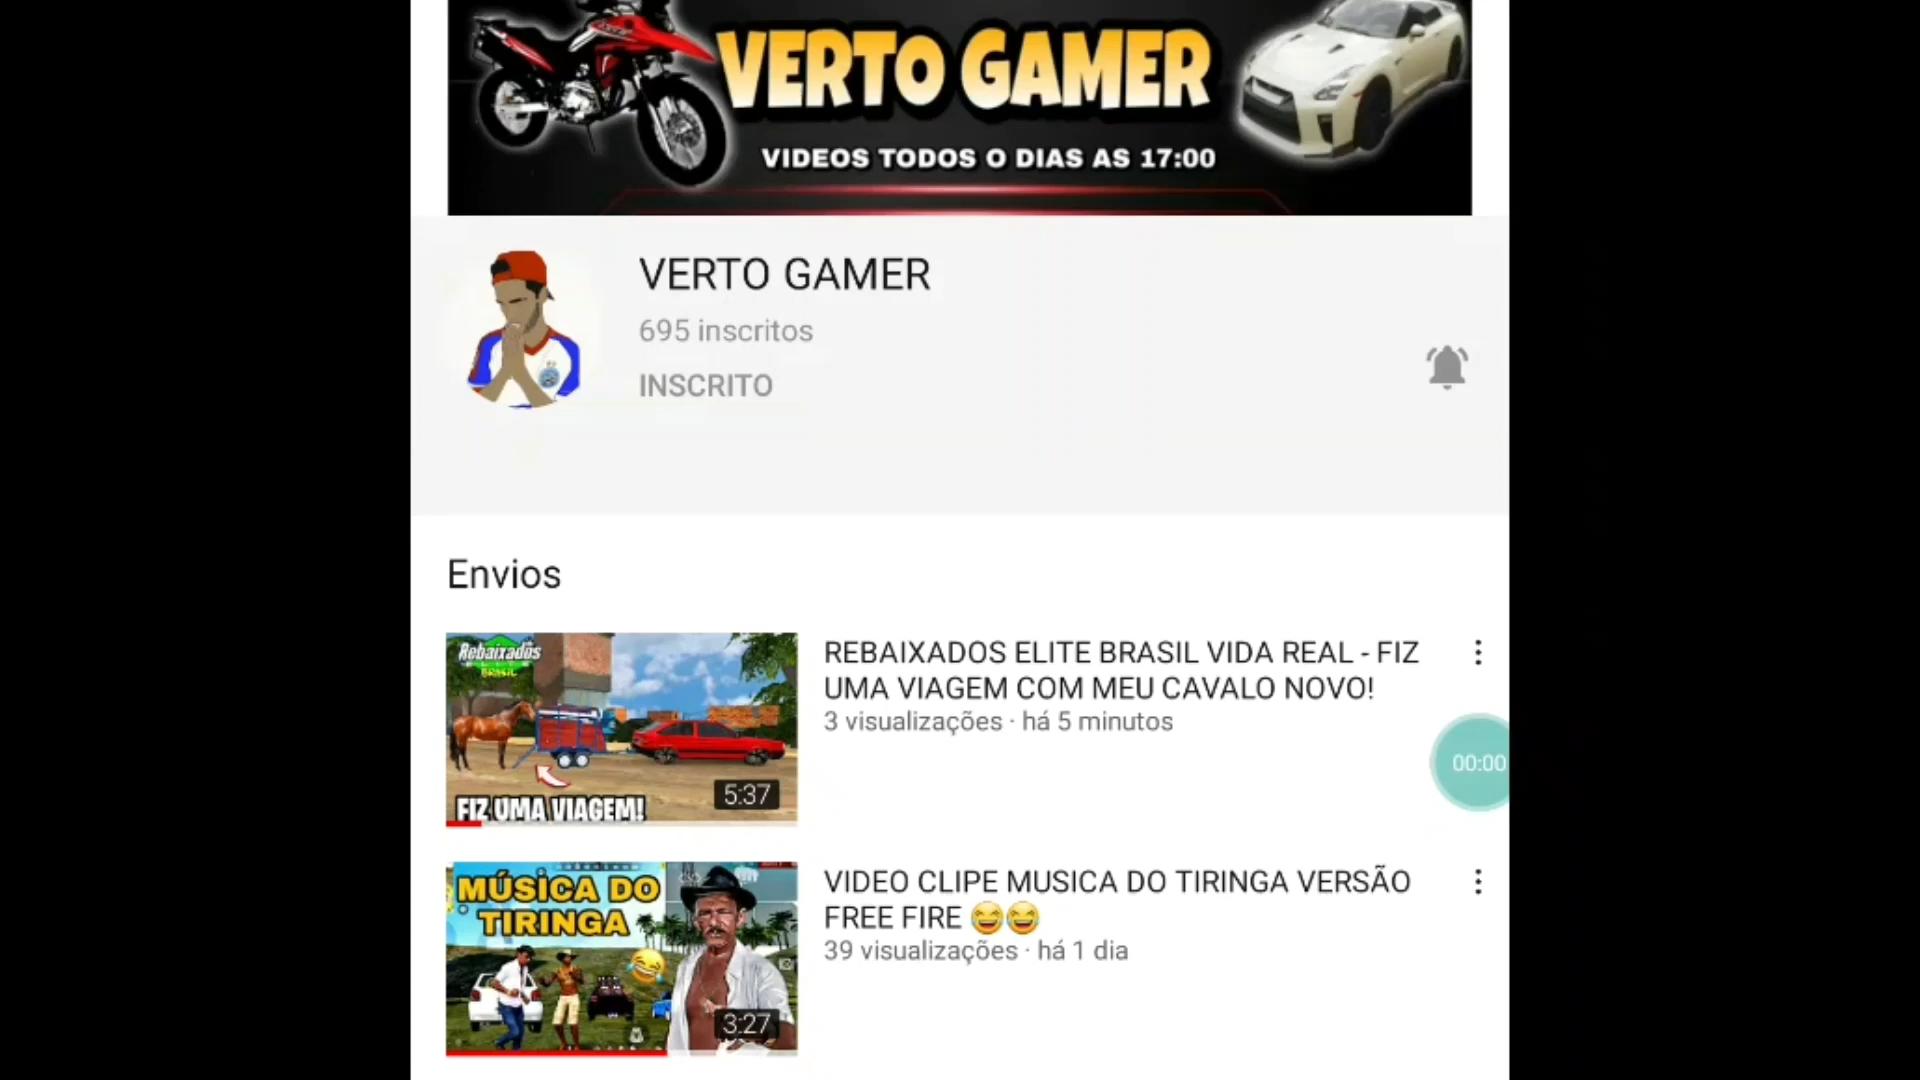 VERTO GAMER
VIDEOS TODOS O DIAS AS 17:00
VERTO GAMER
695 inscritos
INSCRITO
Envios
Rebaixados
ELITE
BRASIL
FIZ UMA VIAGEM!
5:37
REBAIXADOS ELITE BRASIL VIDA REAL - FIZ
UMA VIAGEM COM MEU CAVALO NOVO!
3 visualizações · há 5 minutos
00:00
MÚSICA DO
TIRINGA
3:27
VIDEO CLIPE MUSICA DO TIRINGA VERSÃO
FREE FIRE 😆😆
39 visualizações · há 1 dia